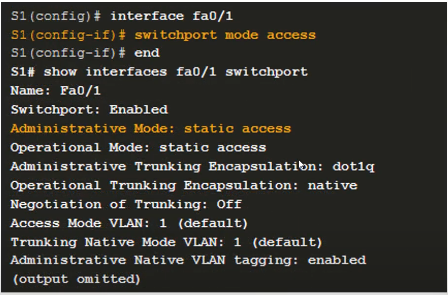 S1(config)# interface fa0/1
S1(config-if)# switchport mode access
S1(config-if)# end
S1# show interfaces fa0/1 switchport
Name: Fa0/1
Switchport: Enabled
Administrative Mode: static access
Operational Mode: static access
Administrative Trunking Encapsulation: dot1q
Operational Trunking Encapsulation: native
Negotiation of Trunking: Off
Access Mode VLAN: 1 (default)
Trunking Native Mode VLAN: 1 (default)
Administrative Native VLAN tagging: enabled
(output omitted)